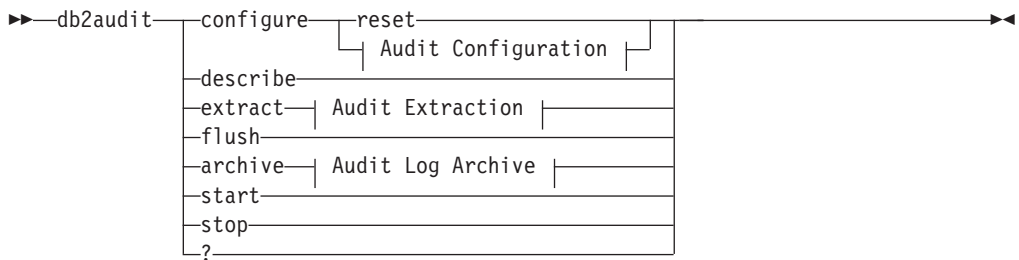 db2audit configure reset
Audit Configuration
describe
extract Audit Extraction
flush
archive Audit Log Archive
start
stop
?